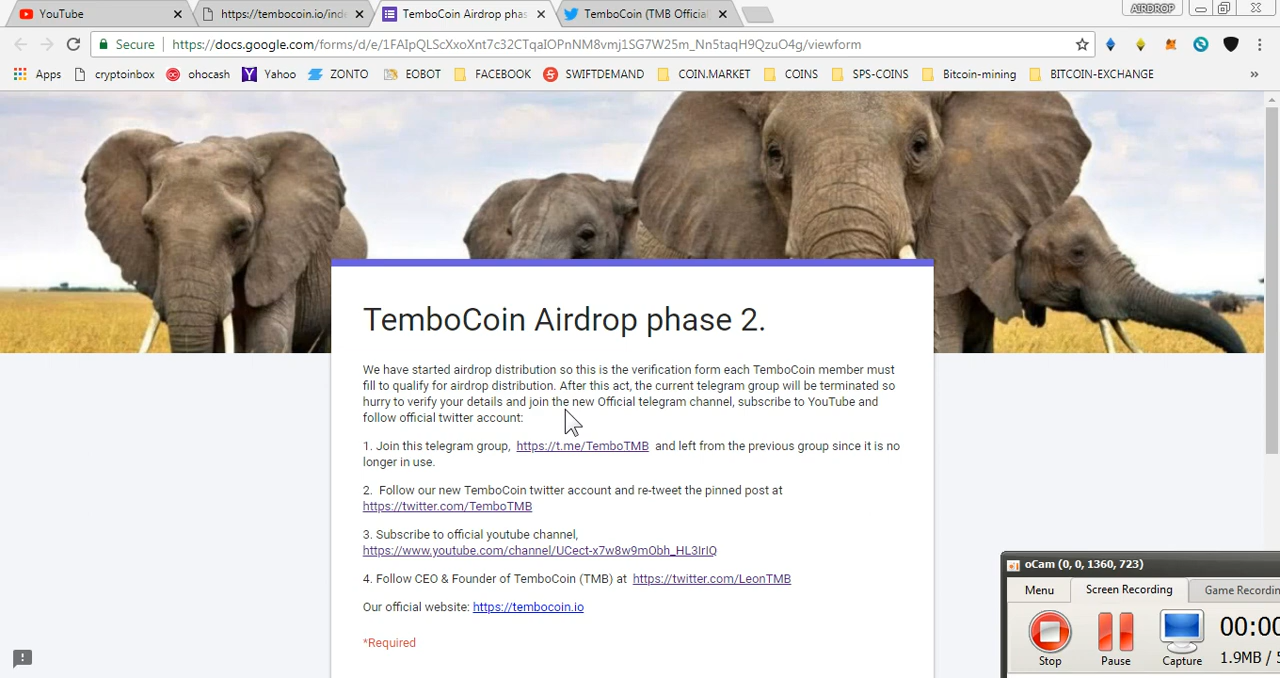 YouTube
https://tembocoin.io/inde
TemboCoin Airdrop phas
TemboCoin (TMB Official
AIRDROP
Secure
https://docs.google.com/forms/d/e/1FAIpQLScXxoXnt7c32CTqaIOPnNM8vmj1SG7W25m_Nn5taqH9QzuO4g/viewform
Apps cryptoinbox ohocash Yahoo ZONTO EOBOT FACEBOOK SWIFTDEMAND COIN.MARKET COINS SPS-COINS Bitcoin-mining BITCOIN-EXCHANGE »
TemboCoin Airdrop phase 2.
We have started airdrop distribution so this is the verification form each TemboCoin member must
fill to qualify for airdrop distribution. After this act, the current telegram group will be terminated so
hurry to verify your details and join the new Official telegram channel, subscribe to YouTube and
follow official twitter account:
1. Join this telegram group, https://t.me/TemboTMB and left from the previous group since it is no
longer in use.
2. Follow our new TemboCoin twitter account and re-tweet the pinned post at
https://twitter.com/TemboTMB
3. Subscribe to official youtube channel,
https://www.youtube.com/channel/UCect-x7w8w9mObh_HL3IrIQ
4. Follow CEO & Founder of TemboCoin (TMB) at https://twitter.com/LeonTMB
Our official website: https://tembocoin.io
*Required
oCam (0, 0, 1360, 723)
Menu Screen Recording Game Recordin
Stop Pause Capture
00:00
1.9MB /